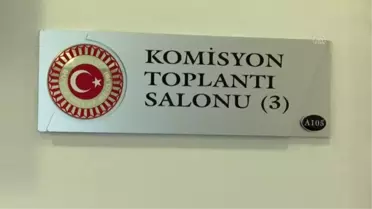 KOMİSYON
TOPLANTI
SALONU (3)
A105